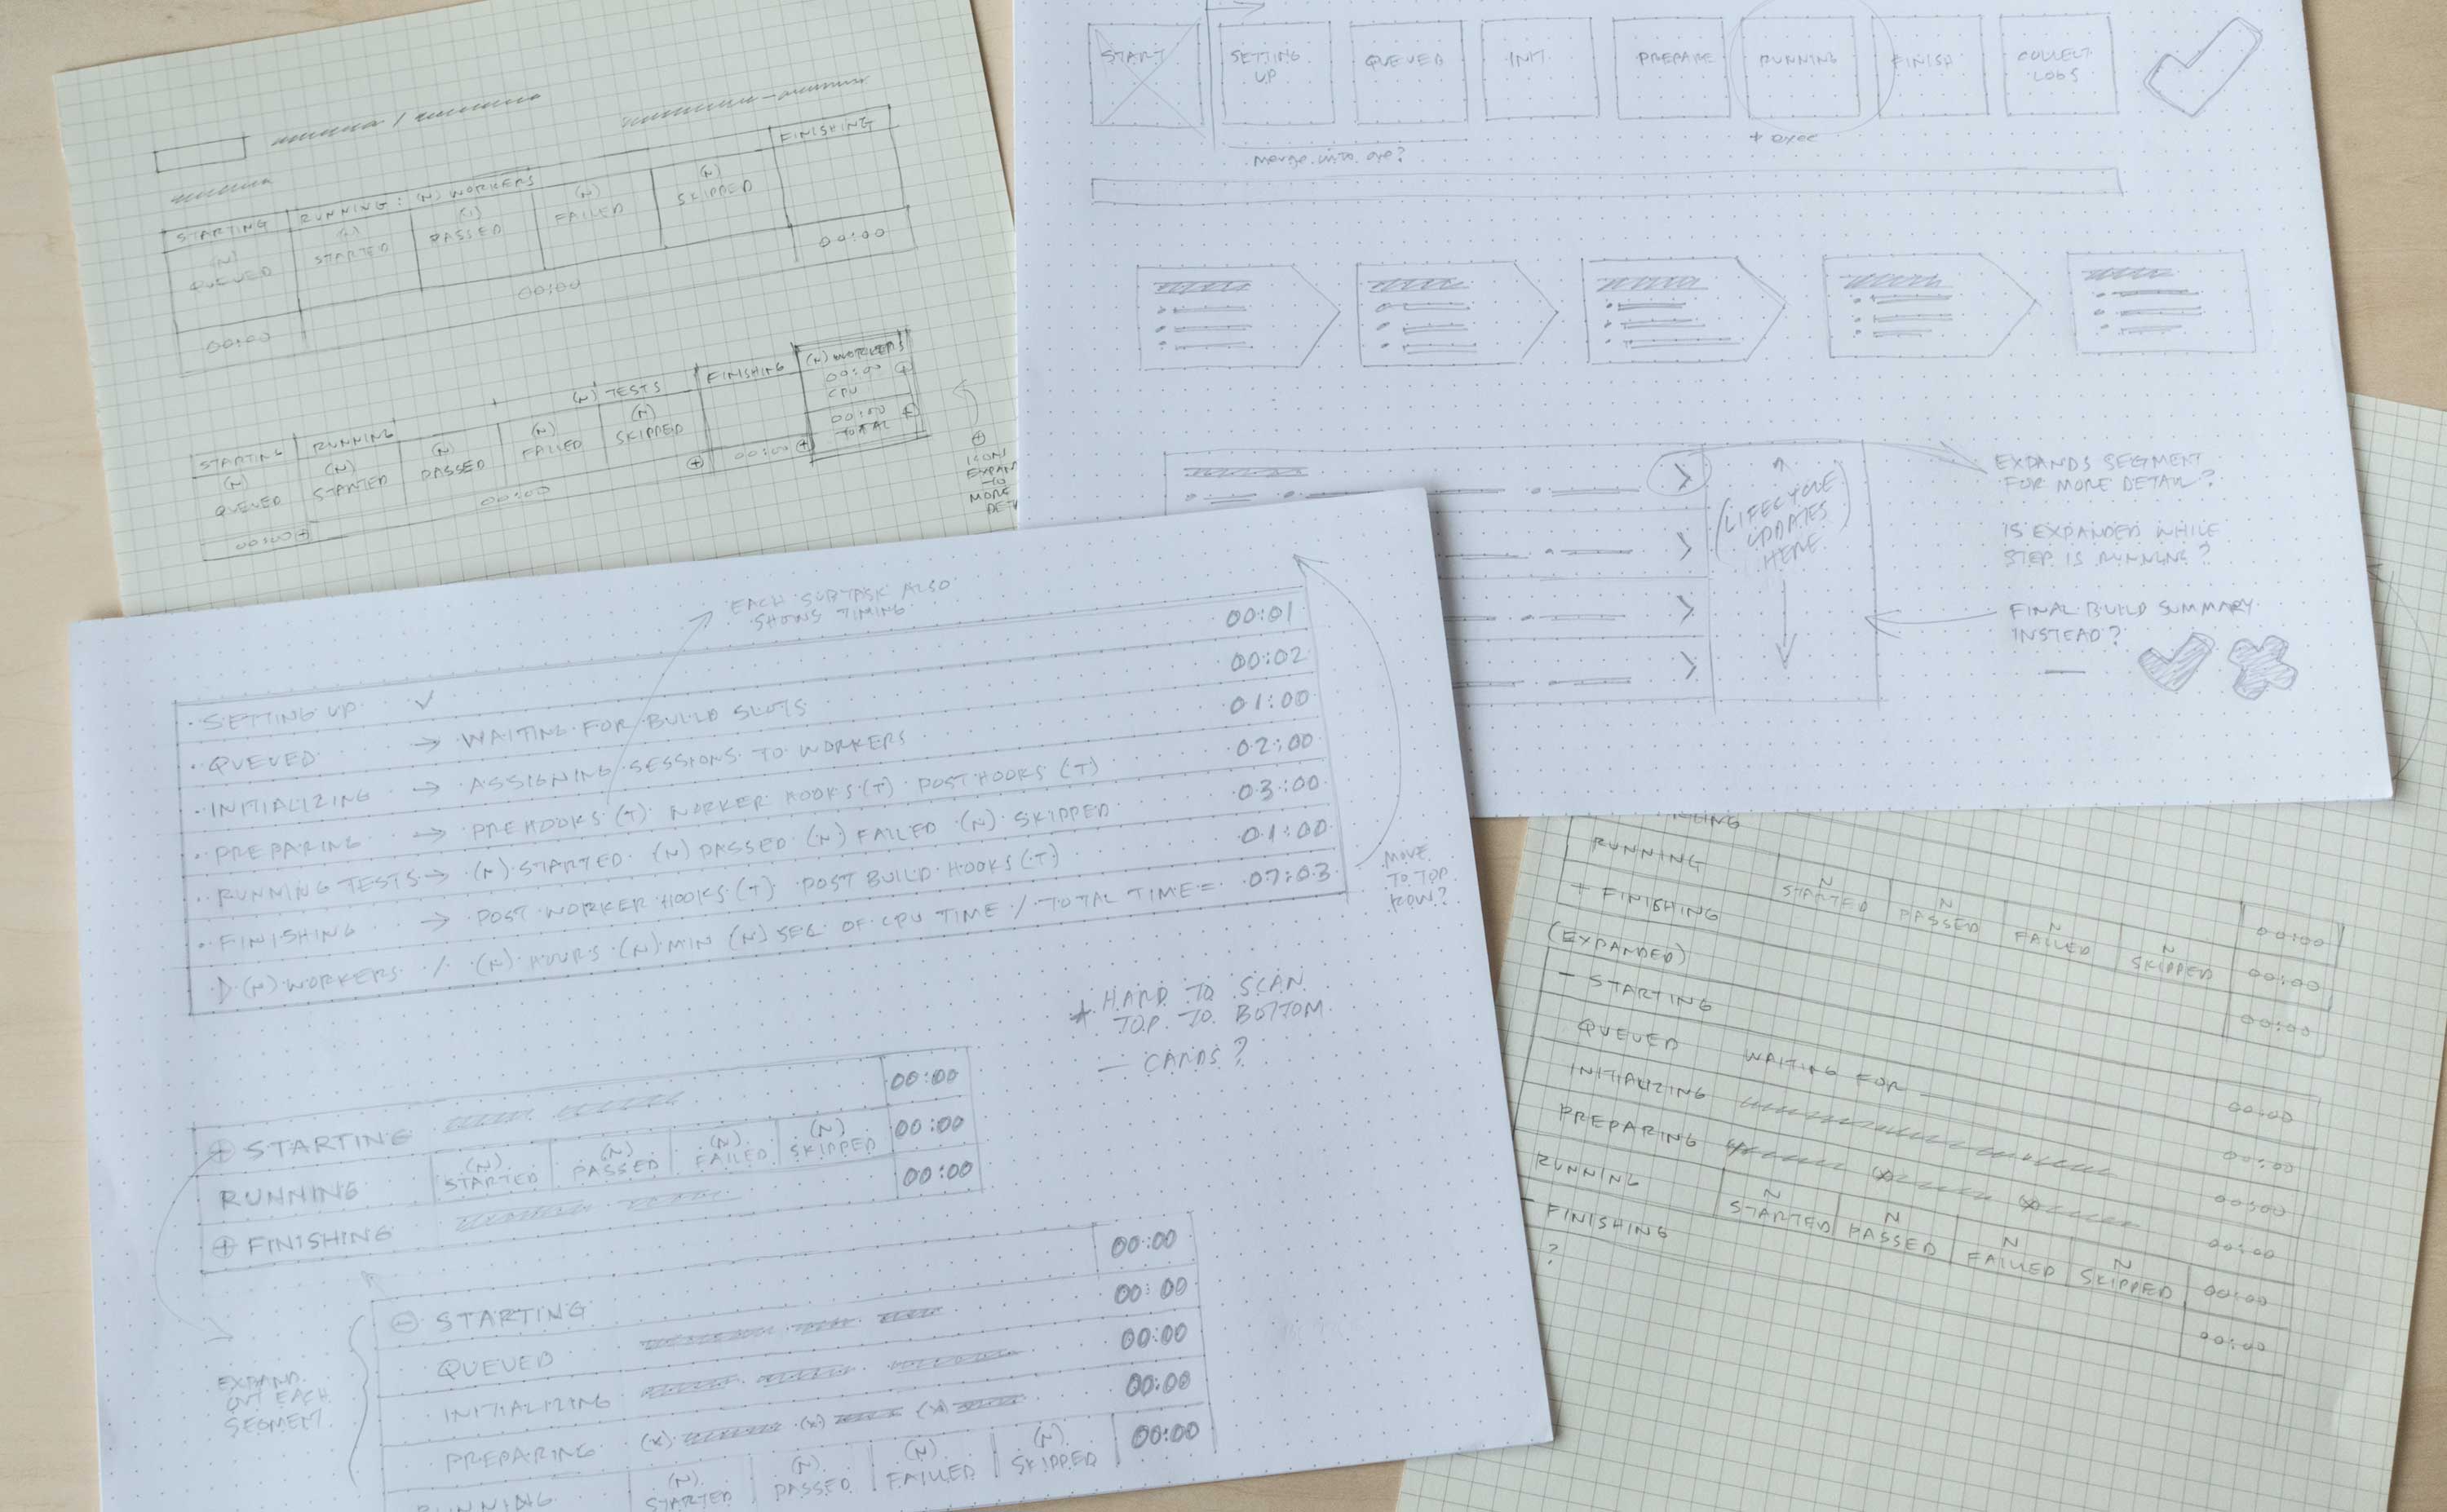 FINISHING
STARTING
RUNNING: (N) WORKERS
(N)
QUEUED
STARTED
PASSED
(N)
FAILED
(N)
SKIPPED
00:00
00:00
00:00
(N) TESTS
FINISHING
(N) WORKERS
00:00
CPU
00:00
TOTAL
STARTING
RUNNING
(N)
QUEUED
(N)
STARTED
(N)
PASSED
(N)
FAILED
(N)
SKIPPED
00:00
00:00
00:00
ICONS
EXPAND
TO
MORE
START
SETTING
UP
QUEUED
INIT
PREPARE
RUNNING
FINISH
COLLECT
LOGS
+ exec
merge into one?
(LIFECYCLE
UPDATES
HERE)
EXPANDS SEGMENT
FOR MORE DETAIL?
IS EXPANDED WHILE
STEP IS RUNNING?
FINAL BUILD SUMMARY
INSTEAD?
EACH SUBTASK ALSO
SHOWS TIMING
· SETTING UP ✓ 00:01
· QUEUED → WAITING FOR BUILD SLOTS 00:02
· INITIALIZING → ASSIGNING SESSIONS TO WORKERS 01:00
· PREPARING → PRE HOOKS (T) WORKER HOOKS (T) POST HOOKS (T) 02:00
· RUNNING TESTS → (N) STARTED (N) PASSED (N) FAILED (N) SKIPPED 03:00
· FINISHING → POST WORKER HOOKS (T) POST BUILD HOOKS (T) 01:00
(N) WORKERS / (N) HOURS (N) MIN (N) SEC OF CPU TIME / TOTAL TIME = 07:03
MOVE
TO TOP
ROW?
* HARD TO SCAN
TOP TO BOTTOM
— CARDS?
+ STARTING 00:00
RUNNING (N) STARTED (N) PASSED (N) FAILED (N) SKIPPED 00:00
+ FINISHING 00:00
EXPAND
OUT EACH
SEGMENT
- STARTING 00:00
QUEUED 00:00
INITIALIZING 00:00
PREPARING (X) (X) (X) 00:00
RUNNING (N) STARTED (N) PASSED (N) FAILED (N) SKIPPED 00:00
RUNNING N STARTED N PASSED N FAILED N SKIPPED 00:00
+ FINISHING 00:00
00:00
(EXPANDED)
- STARTING
QUEUED WAITING FOR 00:00
INITIALIZING 00:00
PREPARING 00:00
RUNNING N STARTED N PASSED N FAILED N SKIPPED 00:00
- FINISHING 00:00
? 00:00